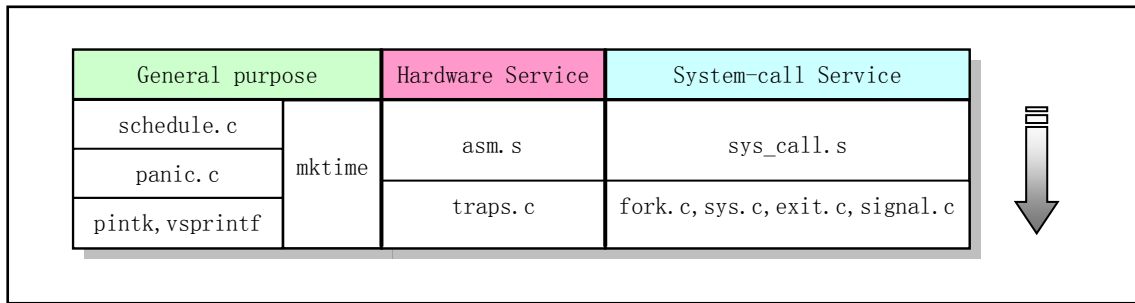 General purpose
Hardware Service
System-call Service
schedule.c
panic.c
pintk,vsprintf
mktime
asm.s
traps.c
sys_call.s
fork.c,sys.c,exit.c,signal.c